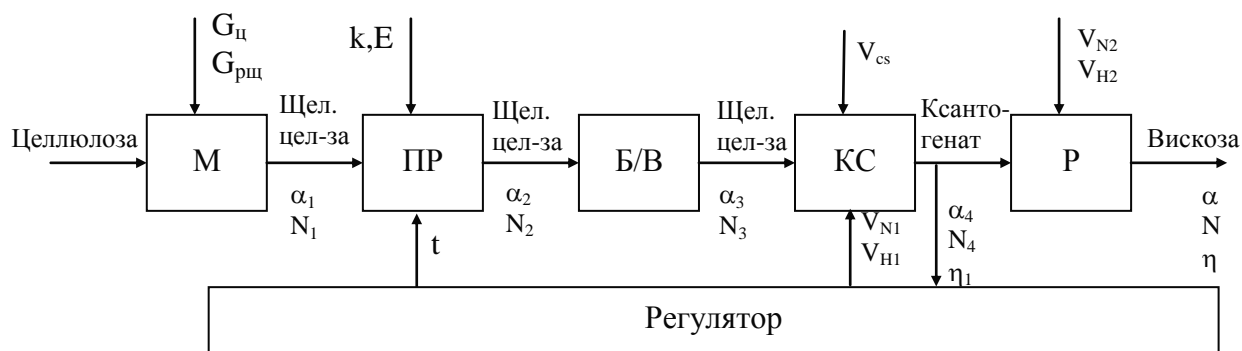 Gц
Gрщ
k,E
Vcs
VN2
VH2
Целлюлоза
М
Щел.
цел-за
α1
N1
ПР
Щел.
цел-за
α2
N2
Б/В
Щел.
цел-за
α3
N3
КС
Ксанто-
генат
Р
Вискоза
α
N
η
t
VN1
VH1
α4
N4
η1
Регулятор